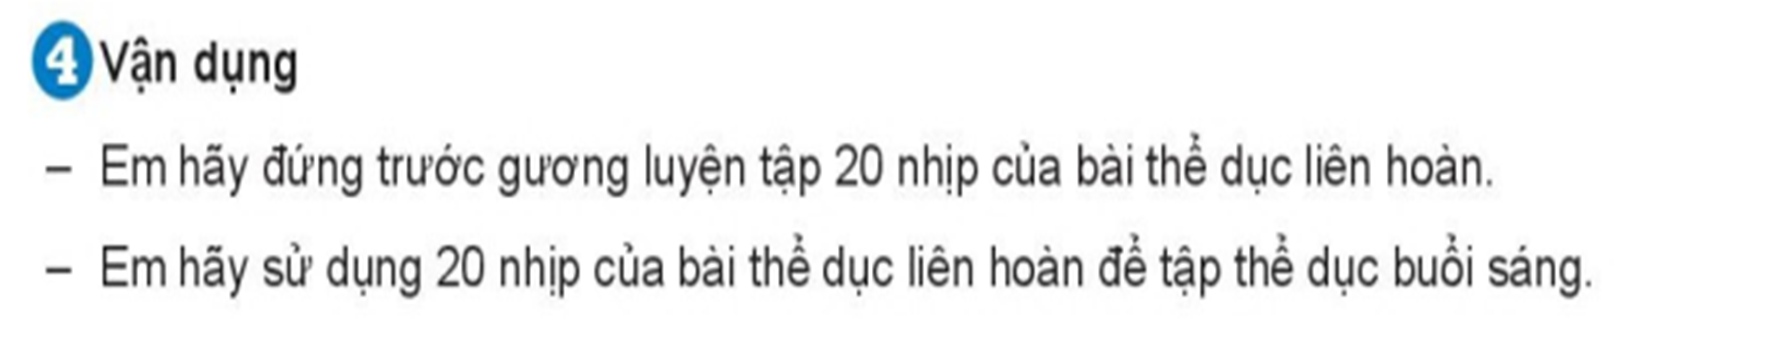 4 Vận dụng
– Em hãy đứng trước gương luyện tập 20 nhịp của bài thể dục liên hoàn.
– Em hãy sử dụng 20 nhịp của bài thể dục liên hoàn để tập thể dục buổi sáng.